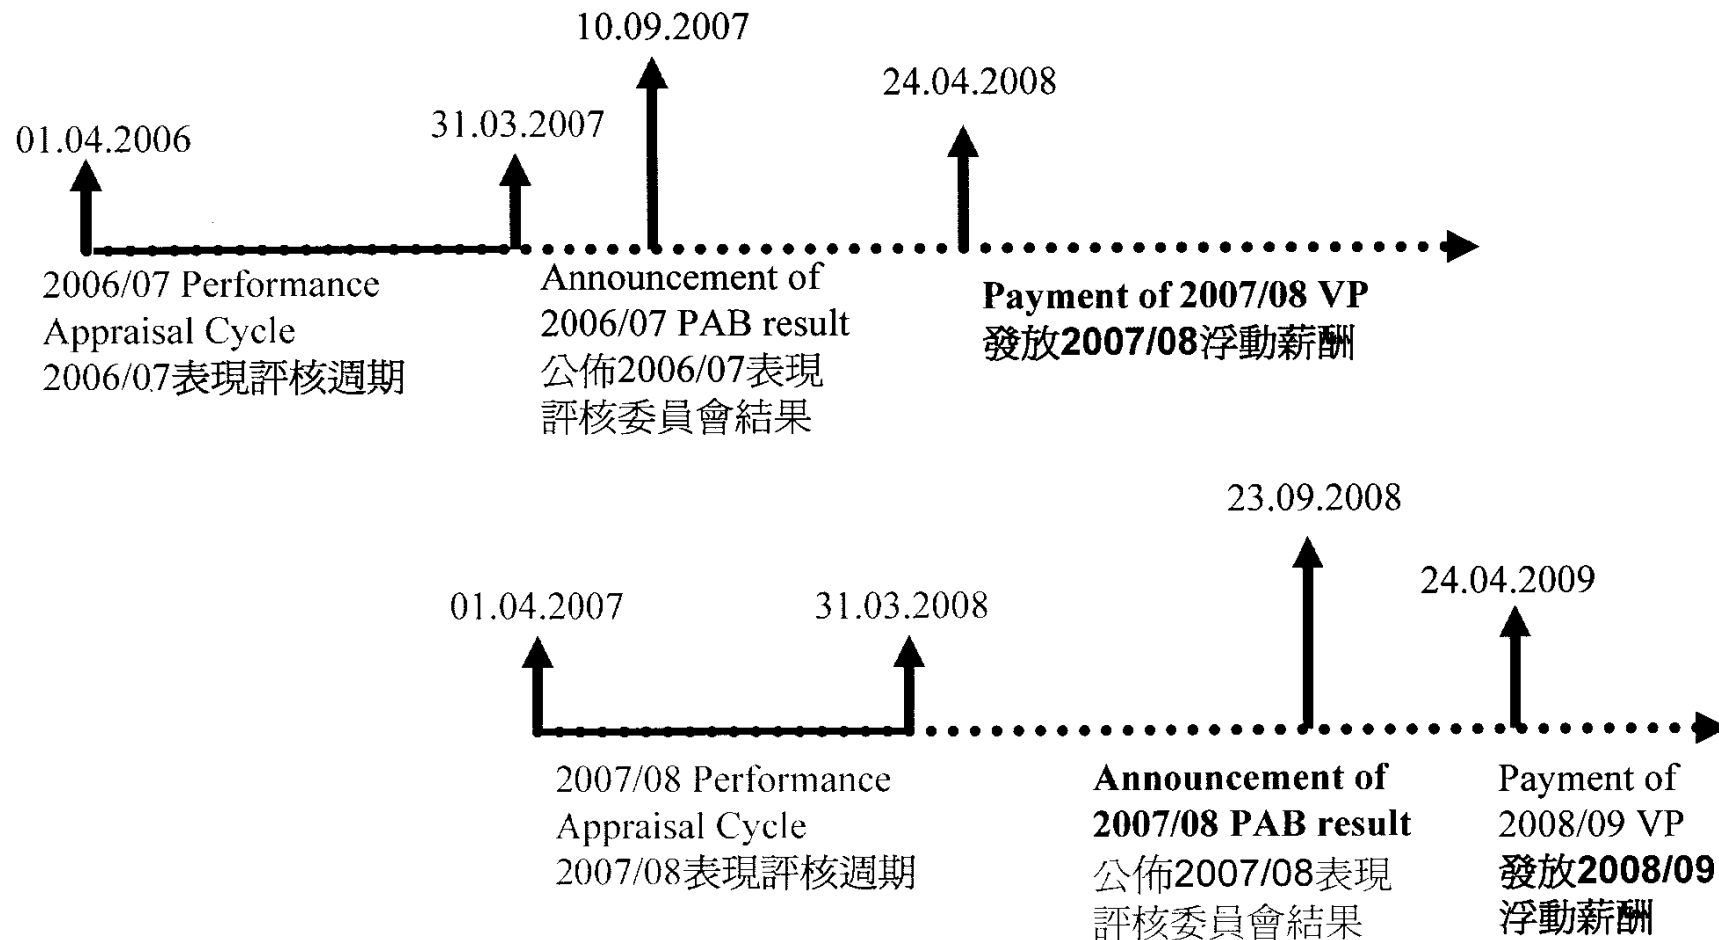 10.09.2007
24.04.2008
01.04.2006
31.03.2007
2006/07 Performance
Appraisal Cycle
2006/07表現評核週期
Announcement of
2006/07 PAB result
公佈2006/07表現
評核委員會結果
Payment of 2007/08 VP
發放2007/08浮動薪酬
23.09.2008
24.04.2009
01.04.2007
31.03.2008
2007/08 Performance
Appraisal Cycle
2007/08表現評核週期
Announcement of
2007/08 PAB result
公佈2007/08表現
評核委員會結果
Payment of
2008/09 VP
發放2008/09
浮動薪酬